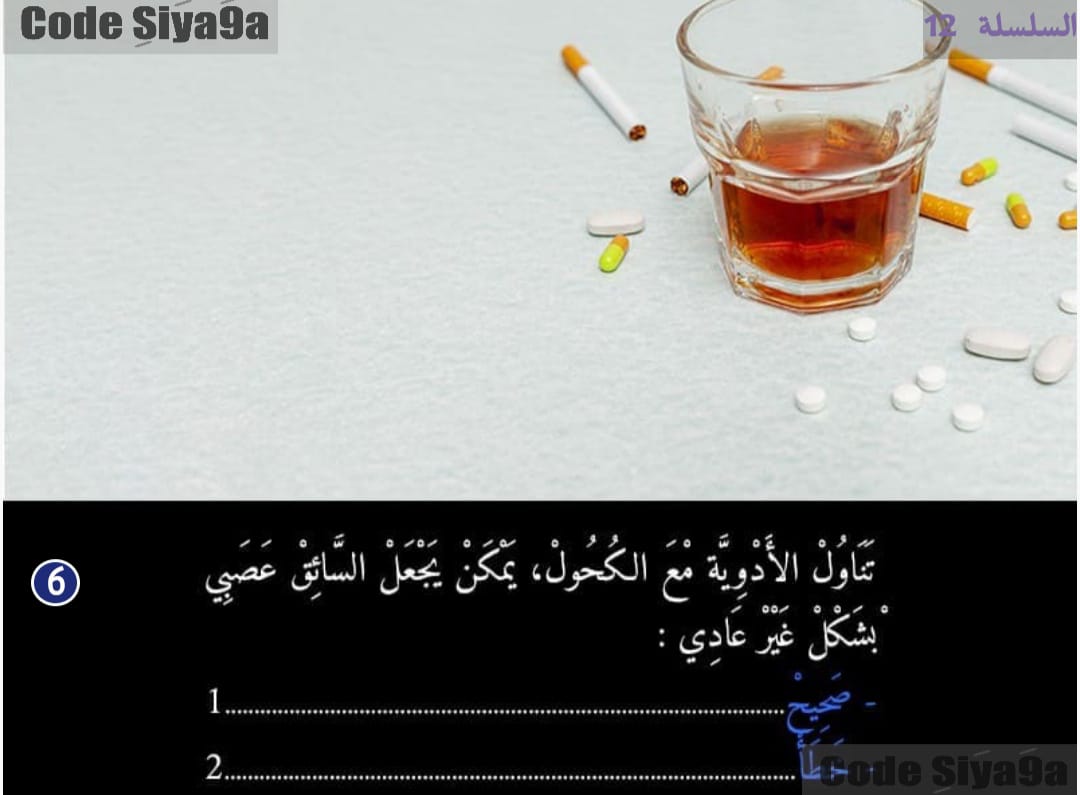 Code Siya9a
السلسلة 12
6
تَنَاوُلْ الأَدْوِيَّة مْعَ الكُحُولْ، يَمْكَنْ يَجْعَلْ السَّائِقْ عَصَبِي
بْشَكْلْ غَيْرْ عَادِي :
- صَحِيحْ 1
- خَطَأْ 2
Code Siya9a